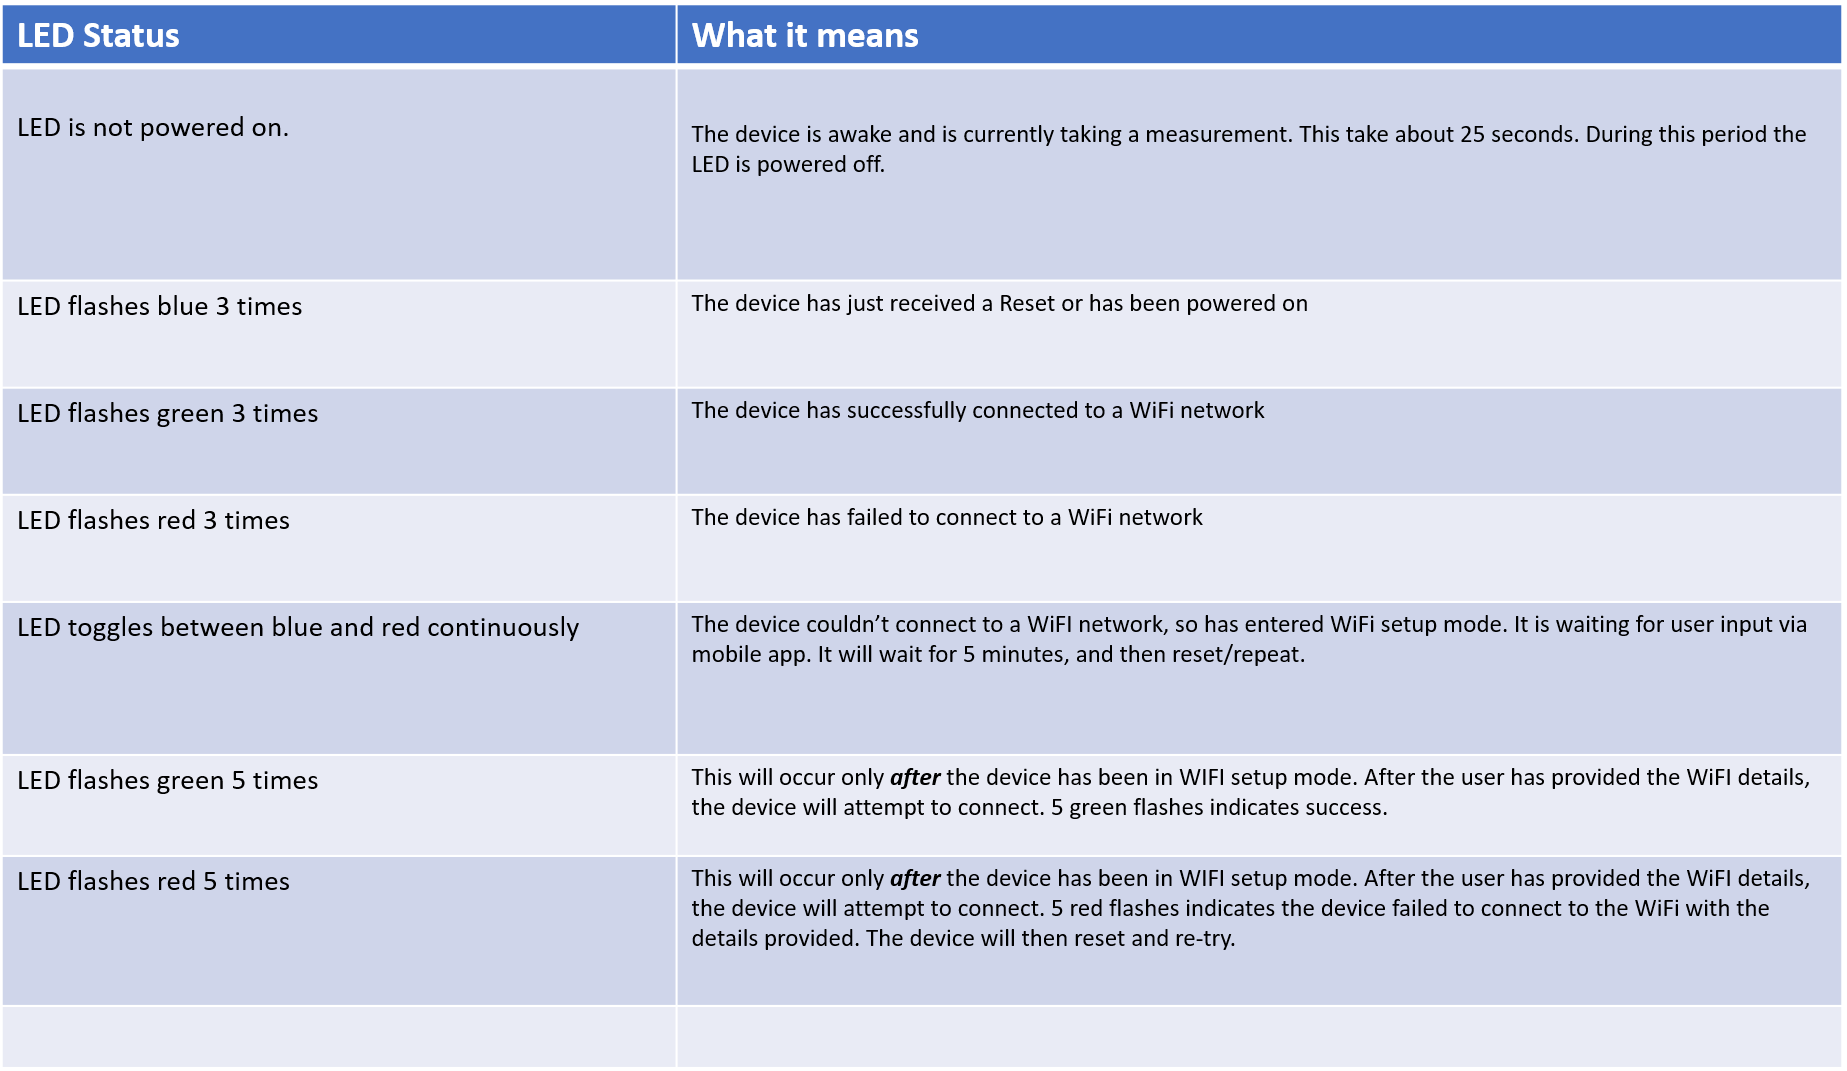 LED Status
What it means
LED is not powered on.
The device is awake and is currently taking a measurement. This take about 25 seconds. During this period the
LED is powered off.
LED flashes blue 3 times
The device has just received a Reset or has been powered on
LED flashes green 3 times
The device has successfully connected to a WiFi network
LED flashes red 3 times
The device has failed to connect to a WiFi network
LED toggles between blue and red continuously
The device couldn’t connect to a WiFI network, so has entered WiFi setup mode. It is waiting for user input via
mobile app. It will wait for 5 minutes, and then reset/repeat.
LED flashes green 5 times
This will occur only after the device has been in WIFI setup mode. After the user has provided the WiFI details,
the device will attempt to connect. 5 green flashes indicates success.
LED flashes red 5 times
This will occur only after the device has been in WIFI setup mode. After the user has provided the WiFI details,
the device will attempt to connect. 5 red flashes indicates the device failed to connect to the WiFi with the
details provided. The device will then reset and re-try.